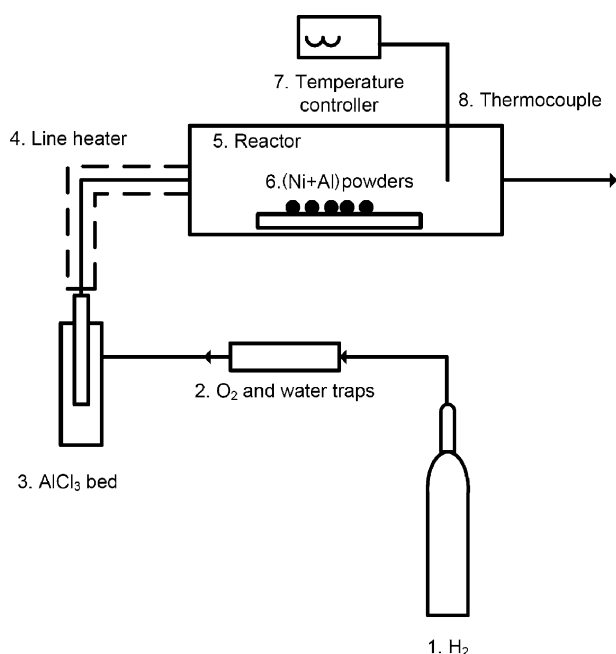 7. Temperature
controller
8. Thermocouple
4. Line heater
5. Reactor
6.(Ni+Al)powders
2. O₂ and water traps
3. AlCl₃ bed
1. H₂